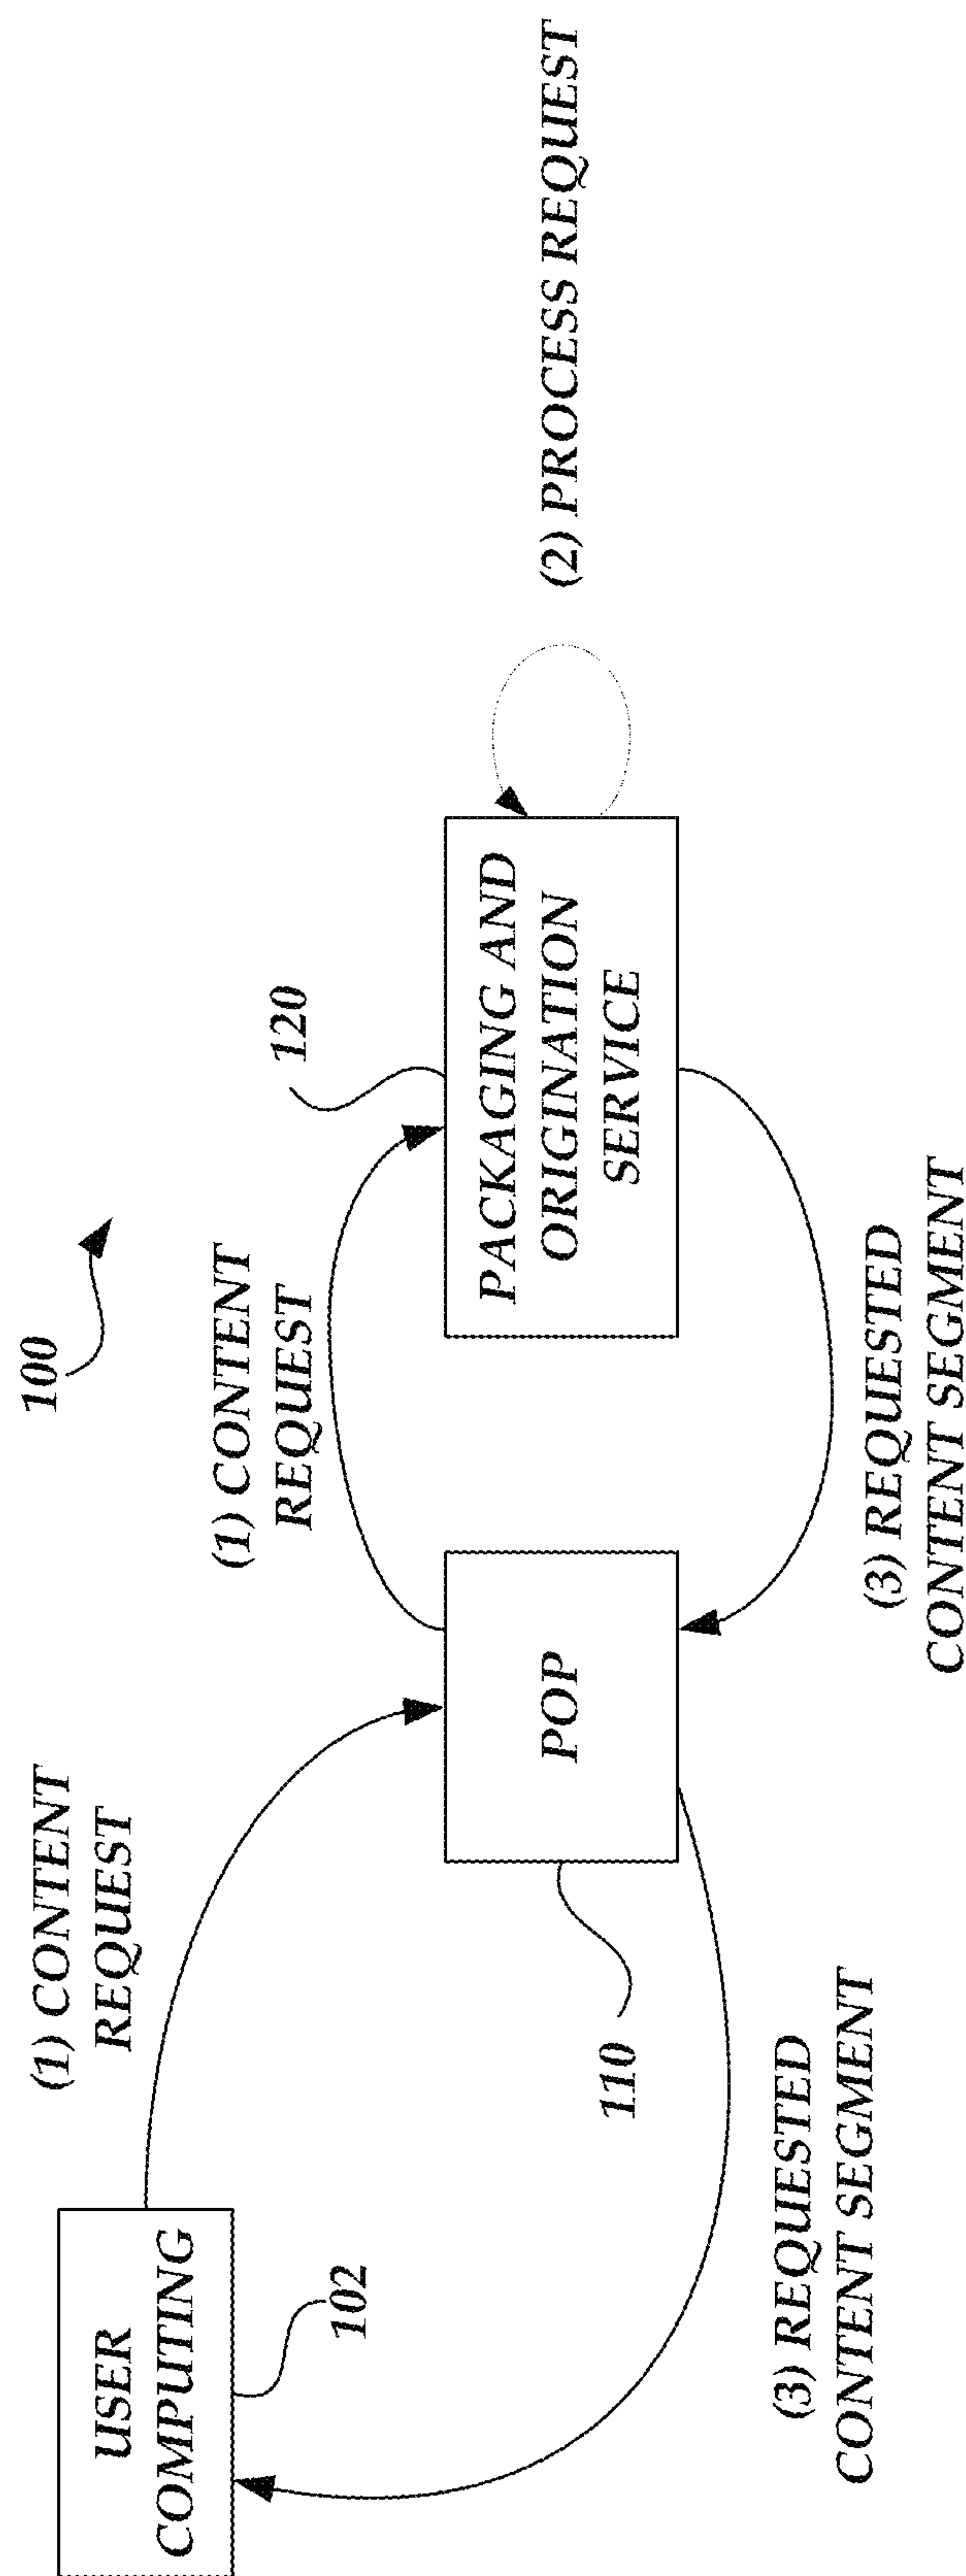 100
(1) CONTENT
REQUEST
(1) CONTENT
REQUEST
120
USER
COMPUTING
102
POP
110
PACKAGING AND
ORIGINATION
SERVICE
(2) PROCESS REQUEST
(3) REQUESTED
CONTENT SEGMENT
(3) REQUESTED
CONTENT SEGMENT